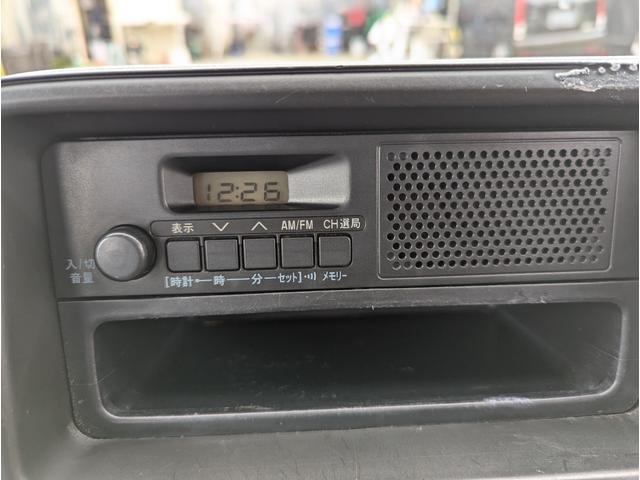 12:26
表示 ∨ ∧ AM/FM CH選局
入/切
音量
[時計 時 分 セット] メモリー